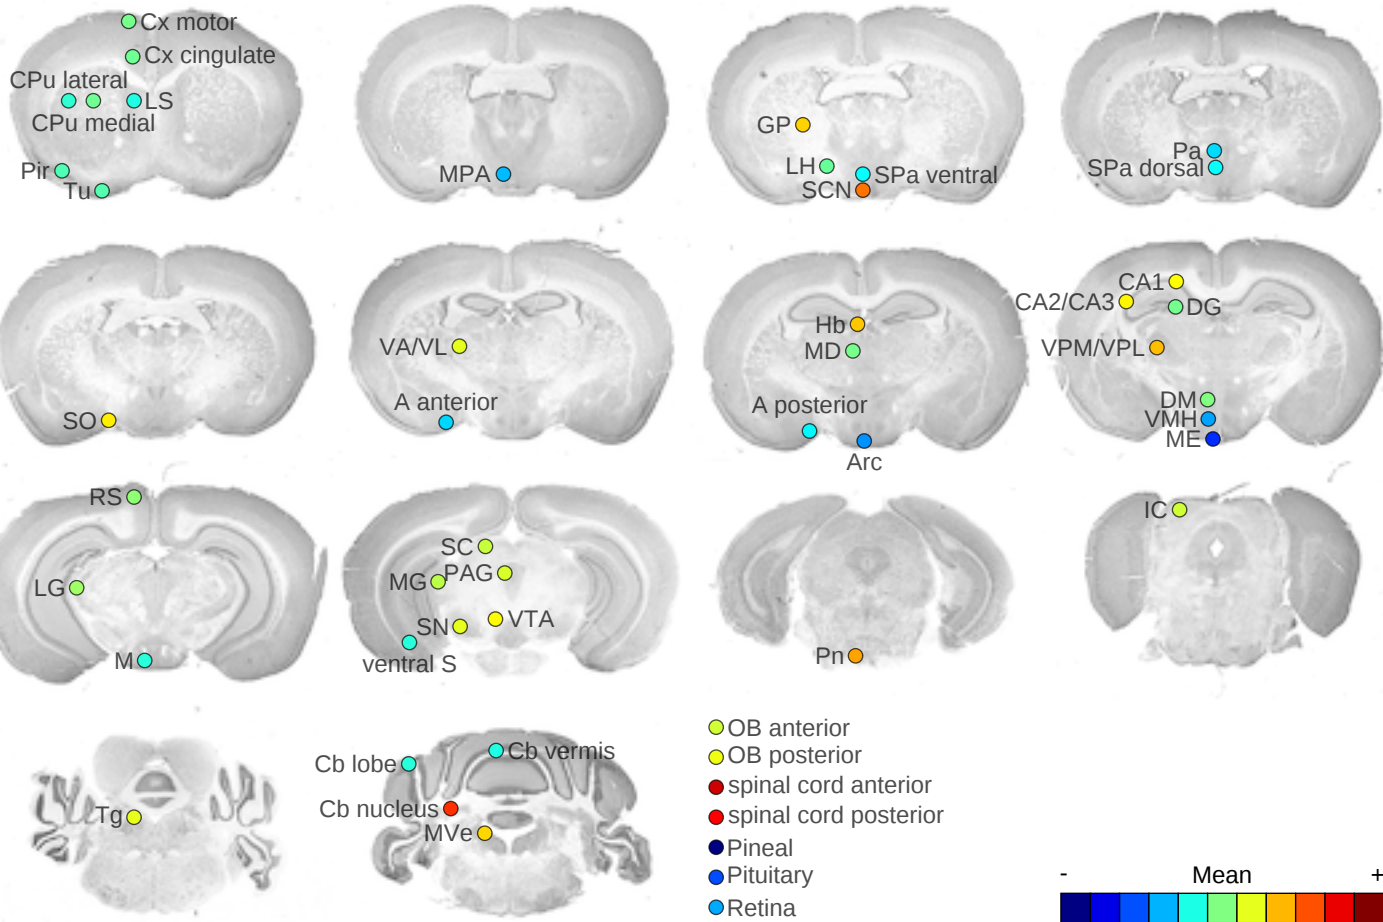 Cx motor
Cx cingulate
CPu lateral
LS
CPu medial
Pir
Tu
MPA
GP
LH
SPa ventral
SCN
Pa
SPa dorsal
SO
VA/VL
A anterior
Hb
MD
A posterior
Arc
CA1
CA2/CA3
DG
VPM/VPL
DM
VMH
ME
RS
LG
M
SC
PAG
MG
VTA
SN
ventral S
Pn
IC
Tg
Cb lobe
Cb vermis
Cb nucleus
MVe
OB anterior
OB posterior
spinal cord anterior
spinal cord posterior
Pineal
Pituitary
Retina
- Mean +